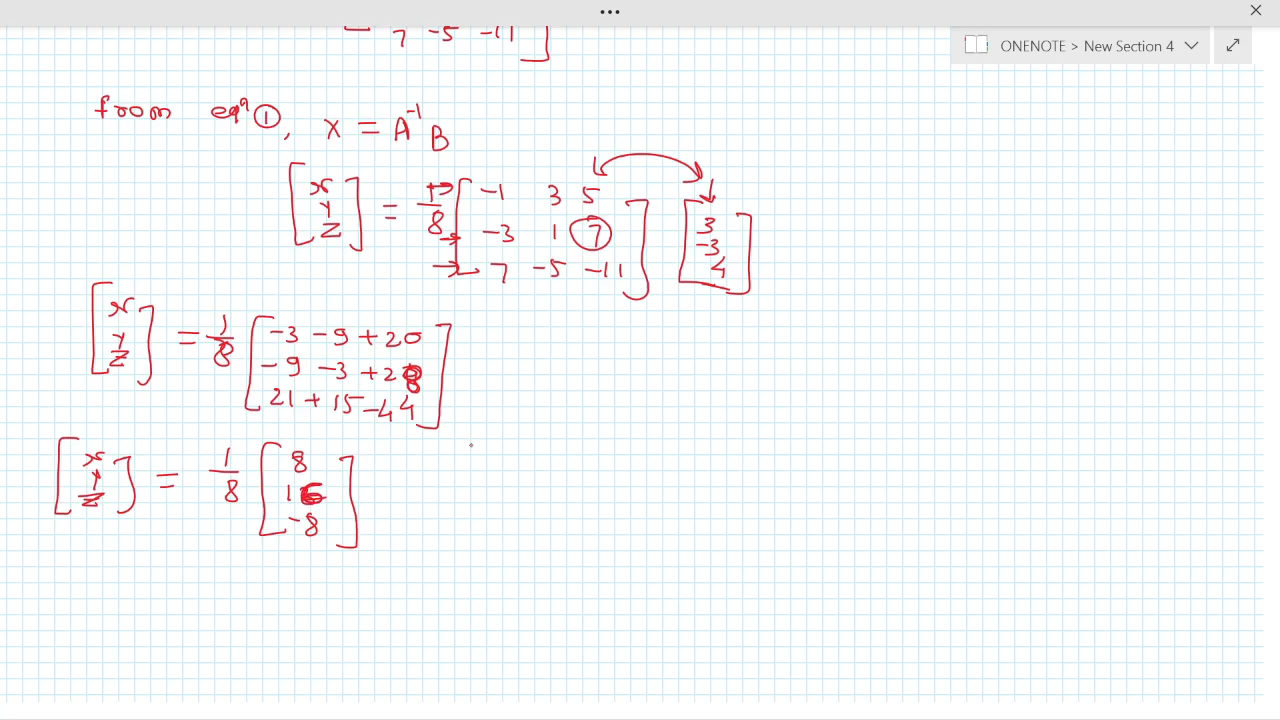 ONENOTE > New Section 4
7 -5 -11
from eqn ①, X = A⁻¹ B
[x y z] = 1/8 [-1 3 5
-3 1 7
7 -5 -11] [3 -3 4]
[x y z] = 1/8 [-3 -9 +20
-9 -3 +28
21 +15 -44]
[x y z] = 1/8 [8
16
-8]